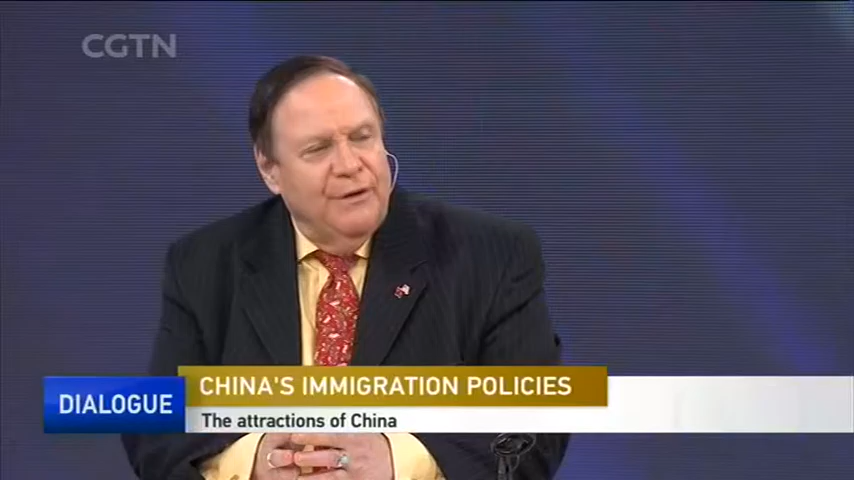 CGTN
CHINA'S IMMIGRATION POLICIES
DIALOGUE
The attractions of China